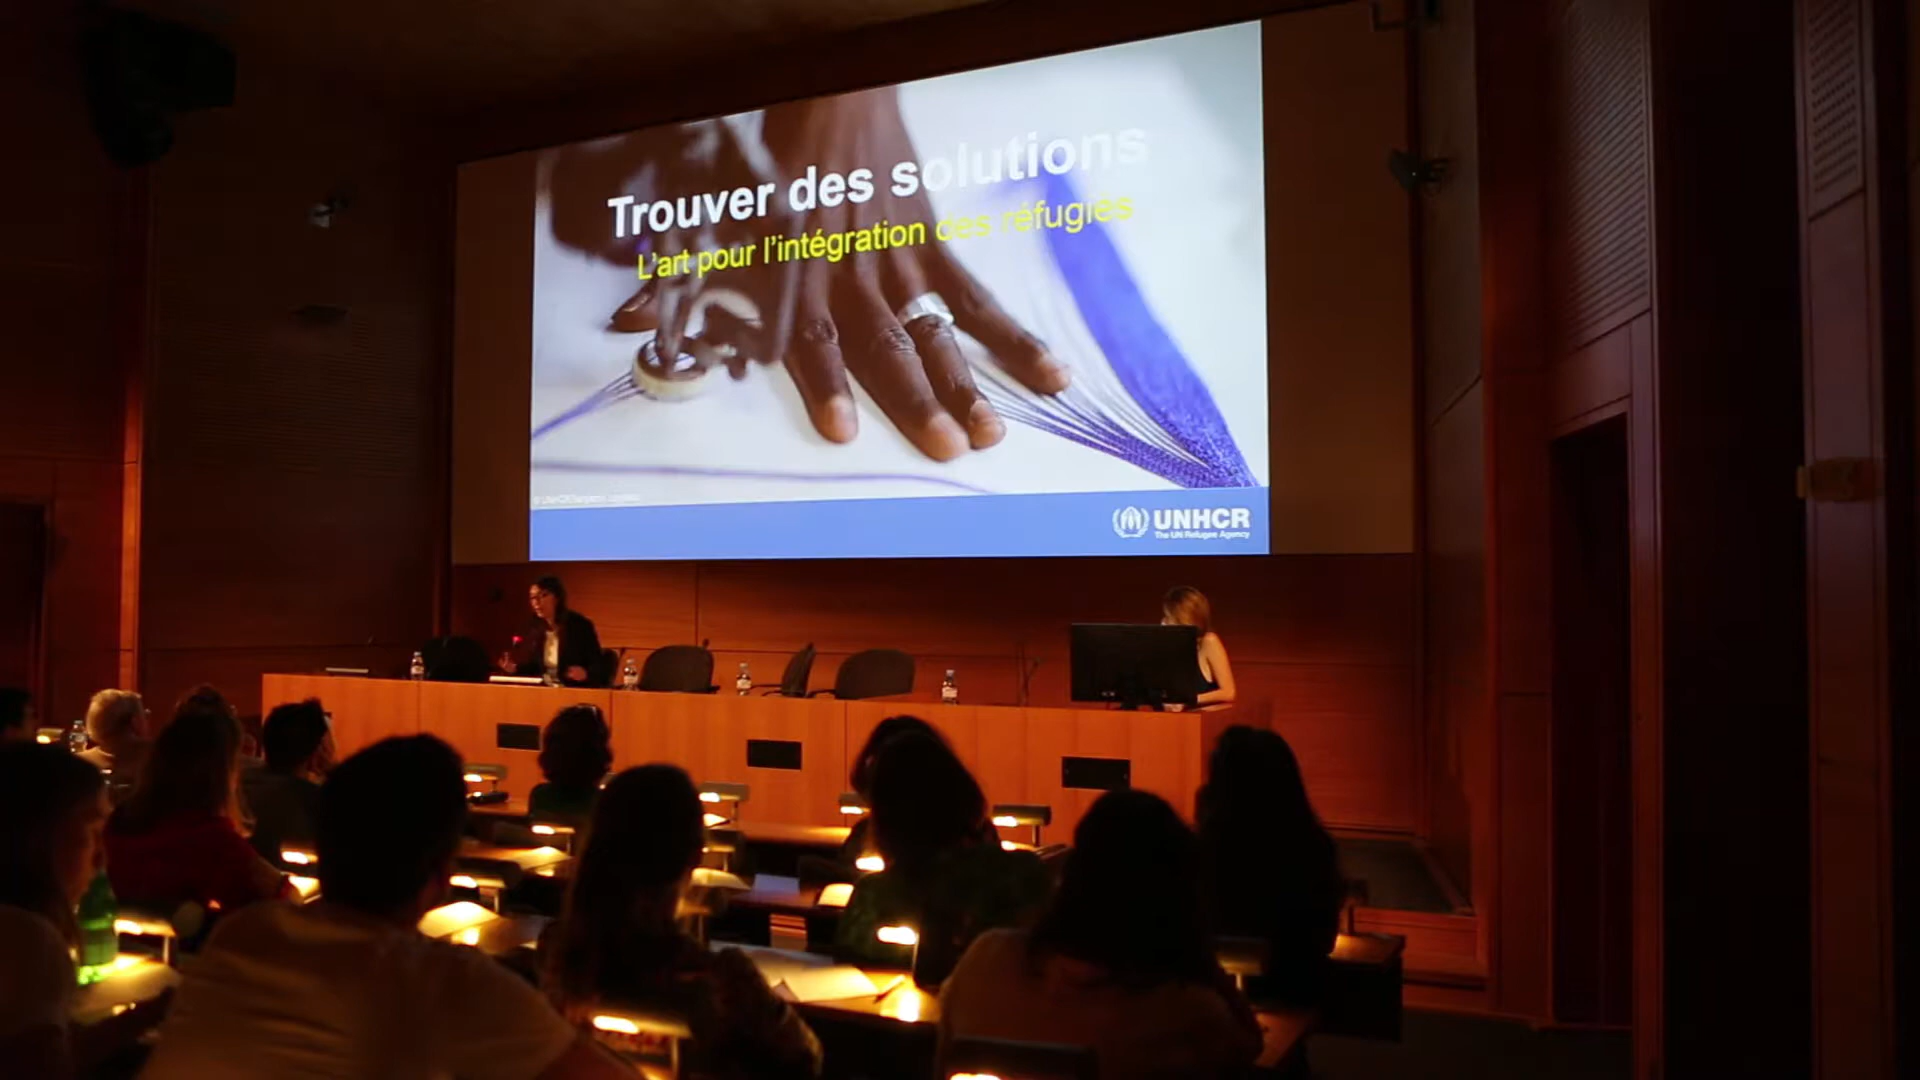 Trouver des solutions
L'art pour l'intégration des réfugiés
UNHCR
The UN Refugee Agency